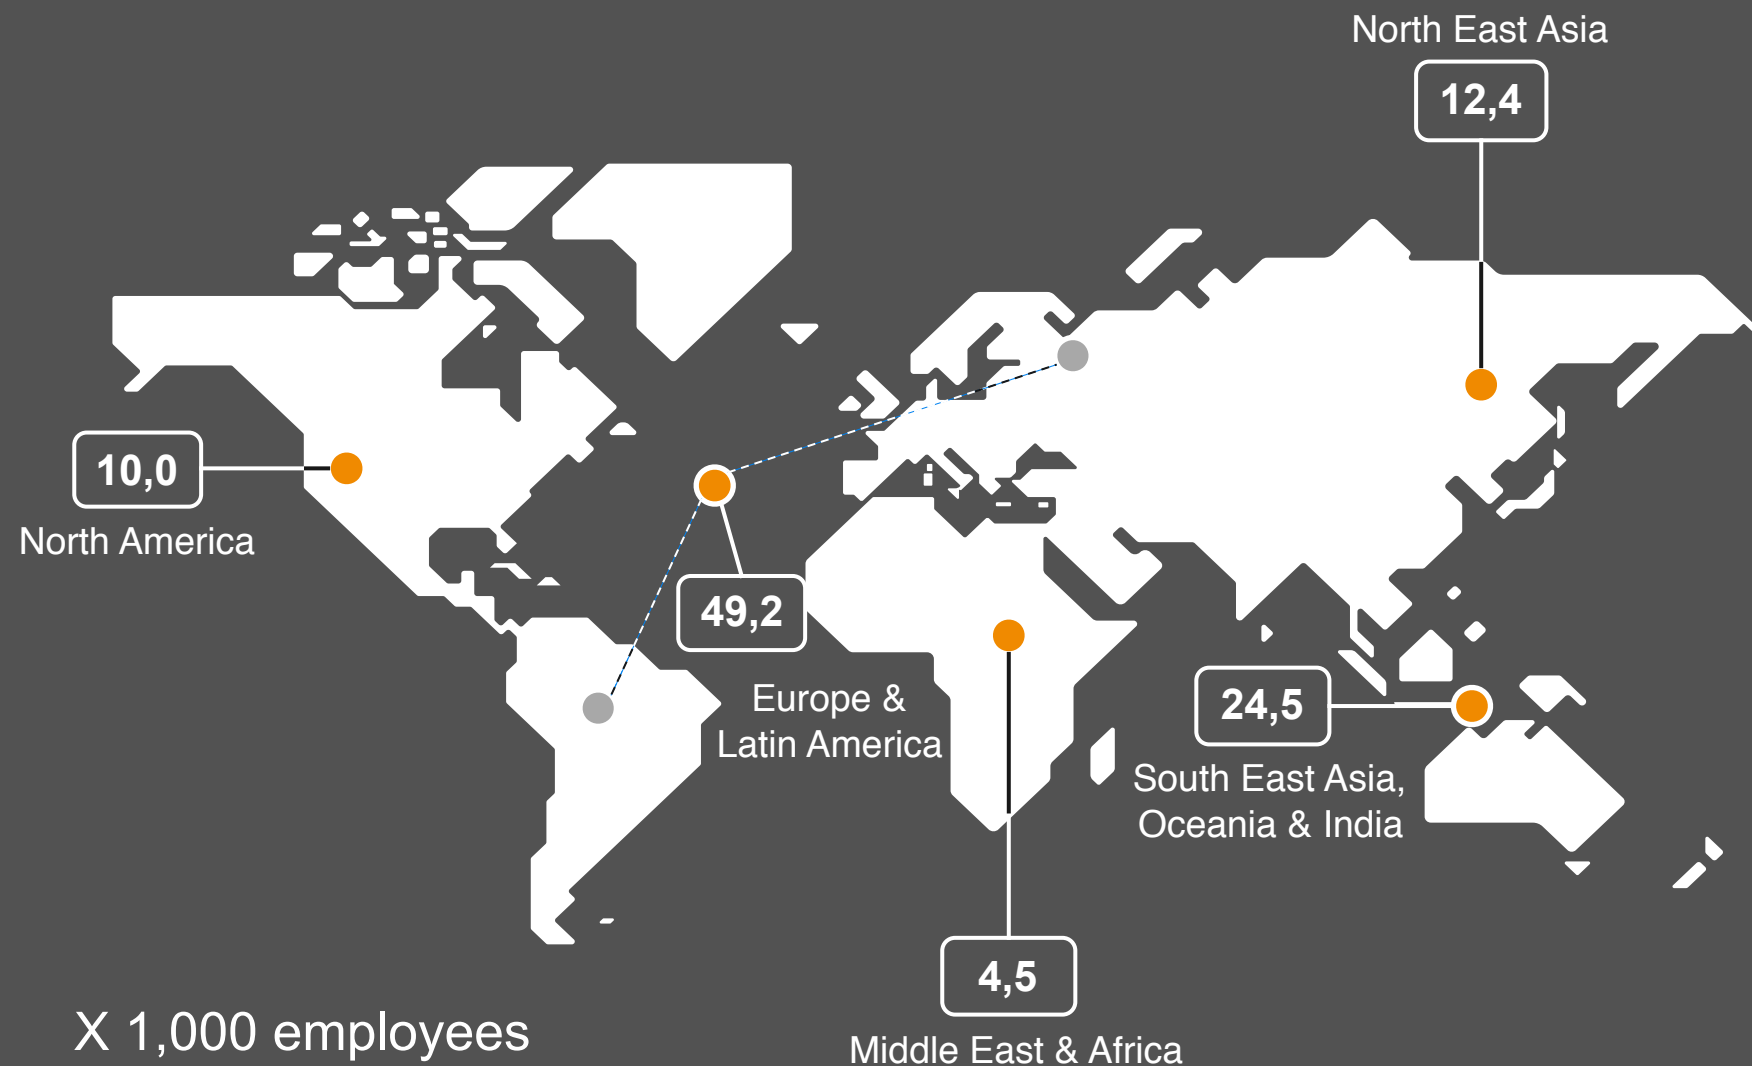 North East Asia
12,4
10,0
North America
49,2
Europe &
Latin America
24,5
South East Asia,
Oceania & India
4,5
Middle East & Africa
X 1,000 employees